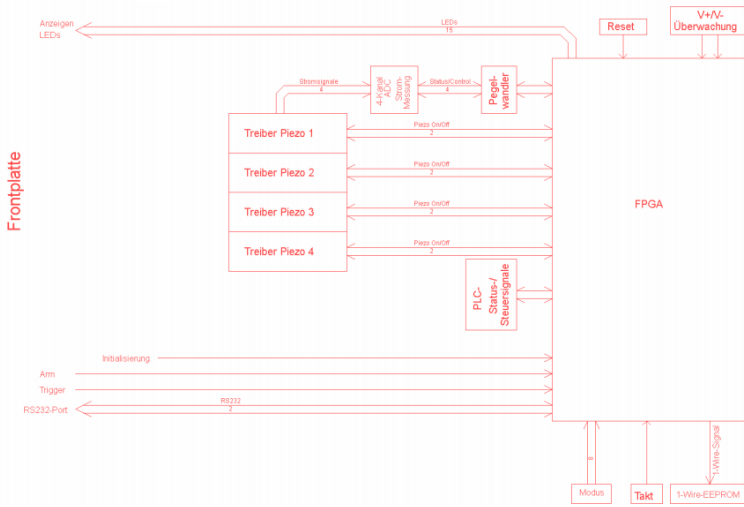 Anzeigen
LEDs
LEDs
15
Reset
V+/V-
Überwachung
Stromsignale
4
4-Kanal
ADC
Strom-
Messung
Status/Control
4
Pegel-
wandler
Treiber Piezo 1
Piezo On/Off
2
Treiber Piezo 2
Piezo On/Off
2
Treiber Piezo 3
Piezo On/Off
2
Treiber Piezo 4
Piezo On/Off
2
Frontplatte
FPGA
PLC-
Status-/
Steuersignale
Initialisierung
Arm
Trigger
RS232-Port
RS232
2
8
1-Wire-Signal
Modus
Takt
1-Wire-EEPROM